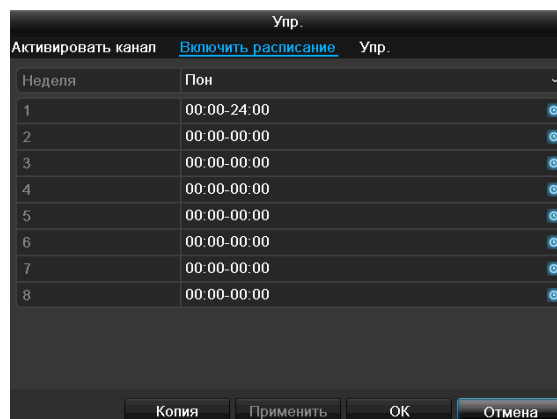 Упр.
Активировать канал Включить расписание Упр.
Неделя Пон
1 00:00-24:00
2 00:00-00:00
3 00:00-00:00
4 00:00-00:00
5 00:00-00:00
6 00:00-00:00
7 00:00-00:00
8 00:00-00:00
Копия Применить OK Отмена